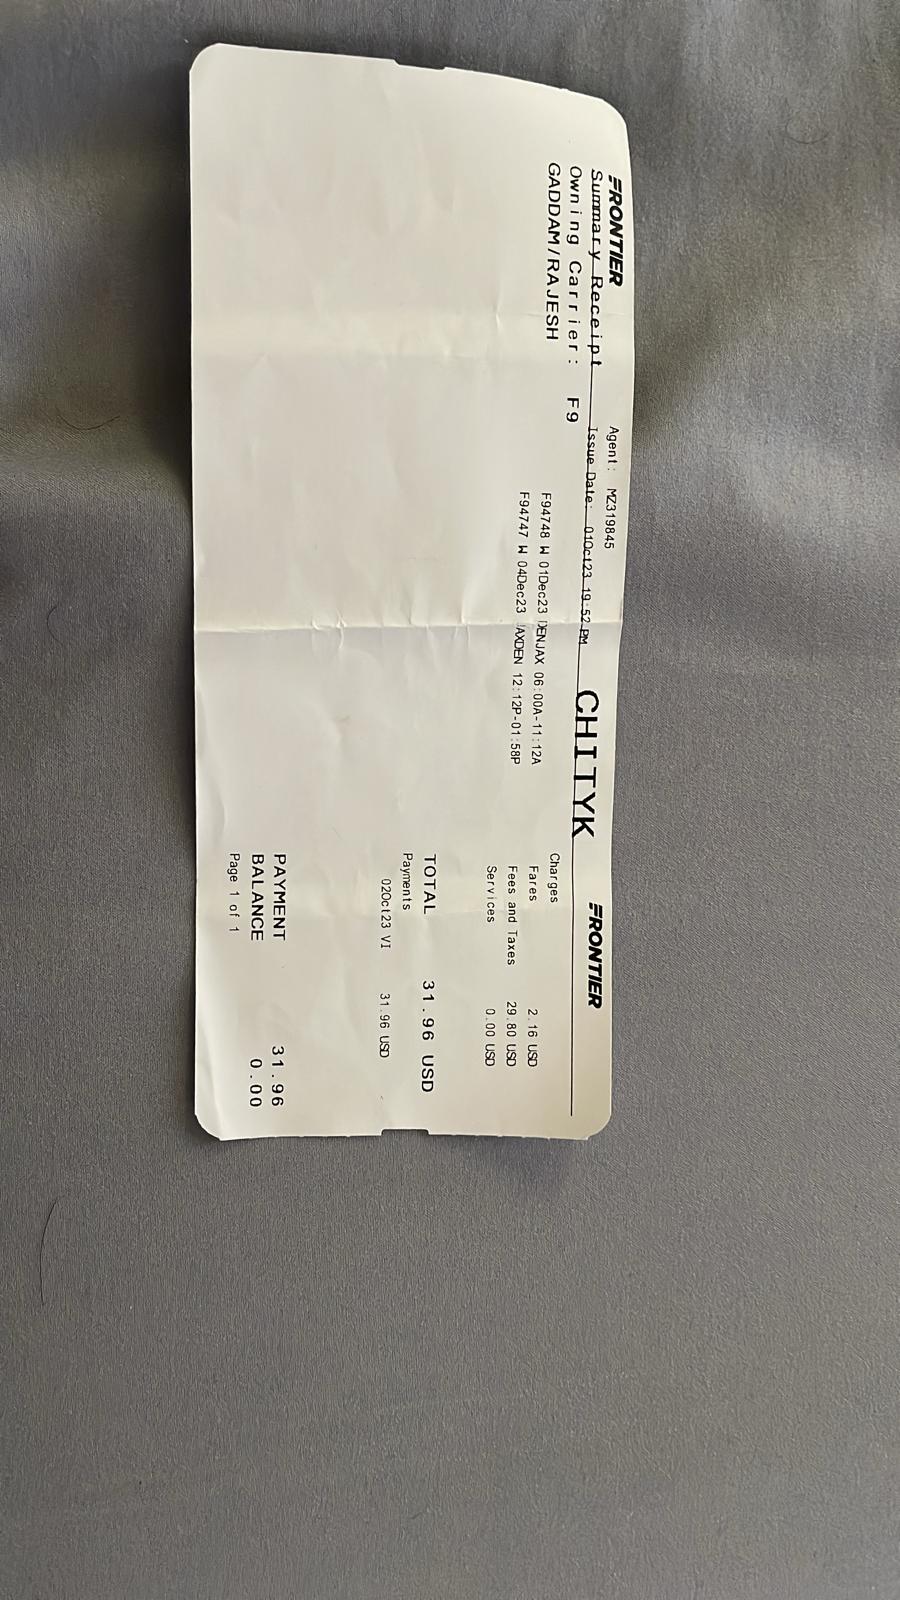 FRONTIER
Agent: MZ319845
Summary Receipt
Issue Date: 01Oct23 19:52 PM
CHITYK
FRONTIER
Owning Carrier: F9
GADDAM/RAJESH
F94748 W 01Dec23 DENJAX 06:00A-11:12A
F94747 W 04Dec23 JAXDEN 12:12P-01:58P
Charges
Fares 2.16 USD
Fees and Taxes 29.80 USD
Services 0.00 USD
TOTAL 31.96 USD
Payments
02Oct23 VI 31.96 USD
PAYMENT 31.96
BALANCE 0.00
Page 1 of 1